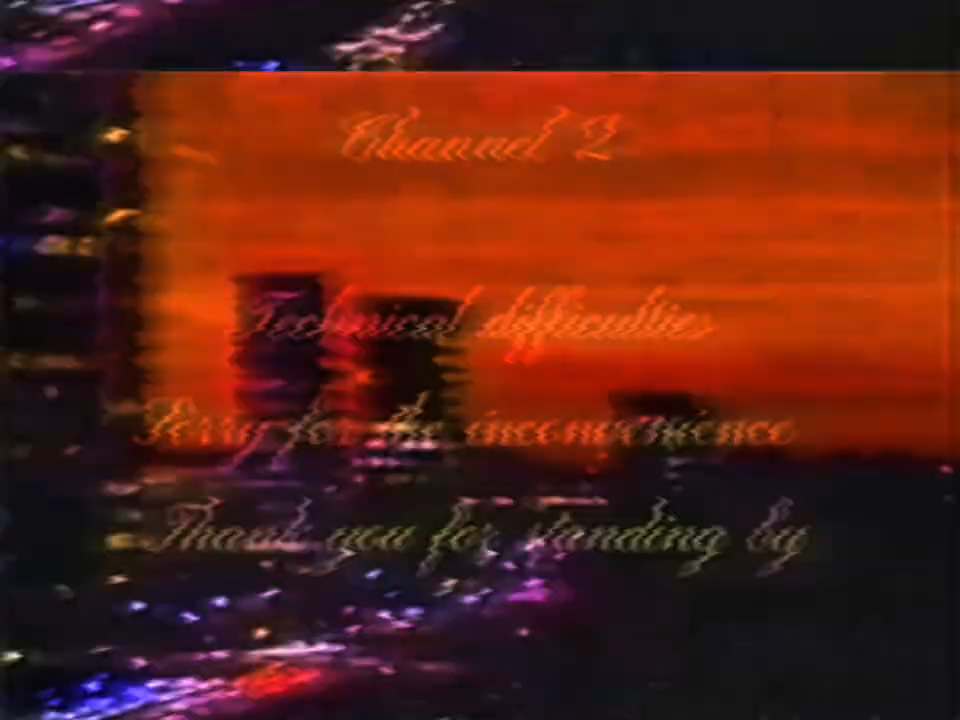 Channel 2
Technical difficulties
Sorry for the inconvenience
Thank you for standing by